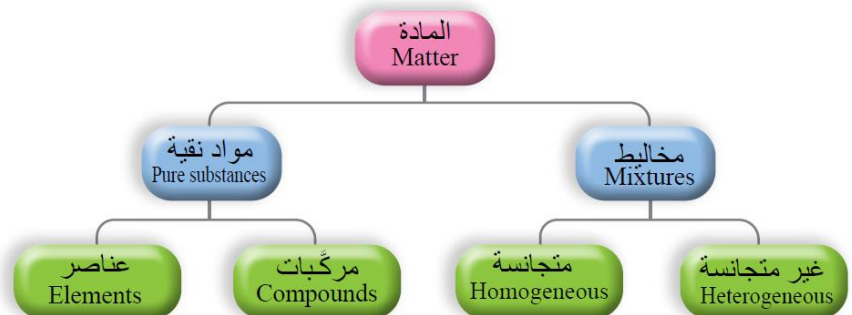 المادة
Matter
مواد نقية
Pure substances
مخاليط
Mixtures
عناصر
Elements
مركَّبات
Compounds
متجانسة
Homogeneous
غير متجانسة
Heterogeneous